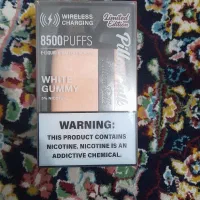 WIRELESS
CHARGING
Limited
Edition
8500PUFFS
WHITE
GUMMY
WARNING:
THIS PRODUCT CONTAINS
NICOTINE. NICOTINE IS AN
ADDICTIVE CHEMICAL.